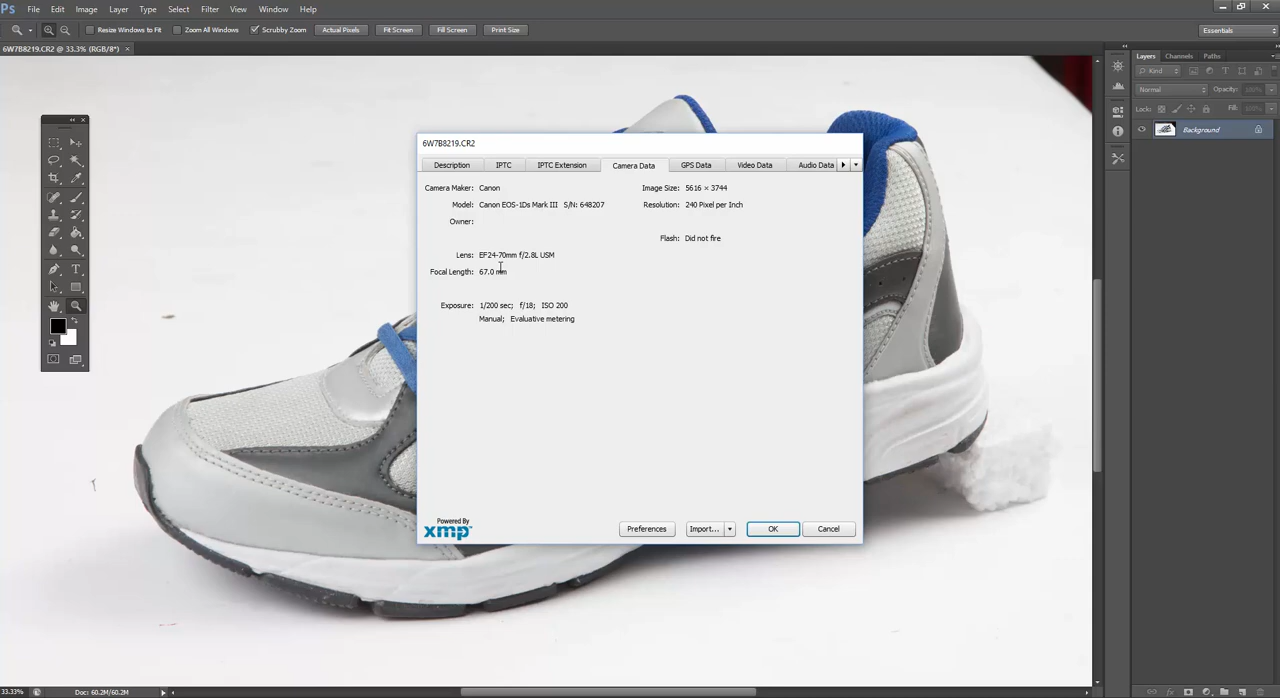 Ps File Edit Image Layer Type Select Filter View Window Help
Resize Windows to Fit Zoom All Windows Scrubby Zoom Actual Pixels Fit Screen Fill Screen Print Size Essentials
6W7B8219.CR2 @ 33.3% (RGB/8*) ×
Layers Channels Paths
Kind
Normal Opacity: 100%
Lock: Fill: 100%
Background
6W7B8219.CR2
Description IPTC IPTC Extension Camera Data GPS Data Video Data Audio Data
Camera Maker: Canon
Model: Canon EOS-1Ds Mark III S/N: 648207
Owner:
Lens: EF24-70mm f/2.8L USM
Focal Length: 67.0 mm
Exposure: 1/200 sec; f/18; ISO 200
Manual; Evaluative metering
Image Size: 5616 × 3744
Resolution: 240 Pixel per Inch
Flash: Did not fire
Powered By
xmp
Preferences Import... OK Cancel
33.33% Doc: 60.2M/60.2M